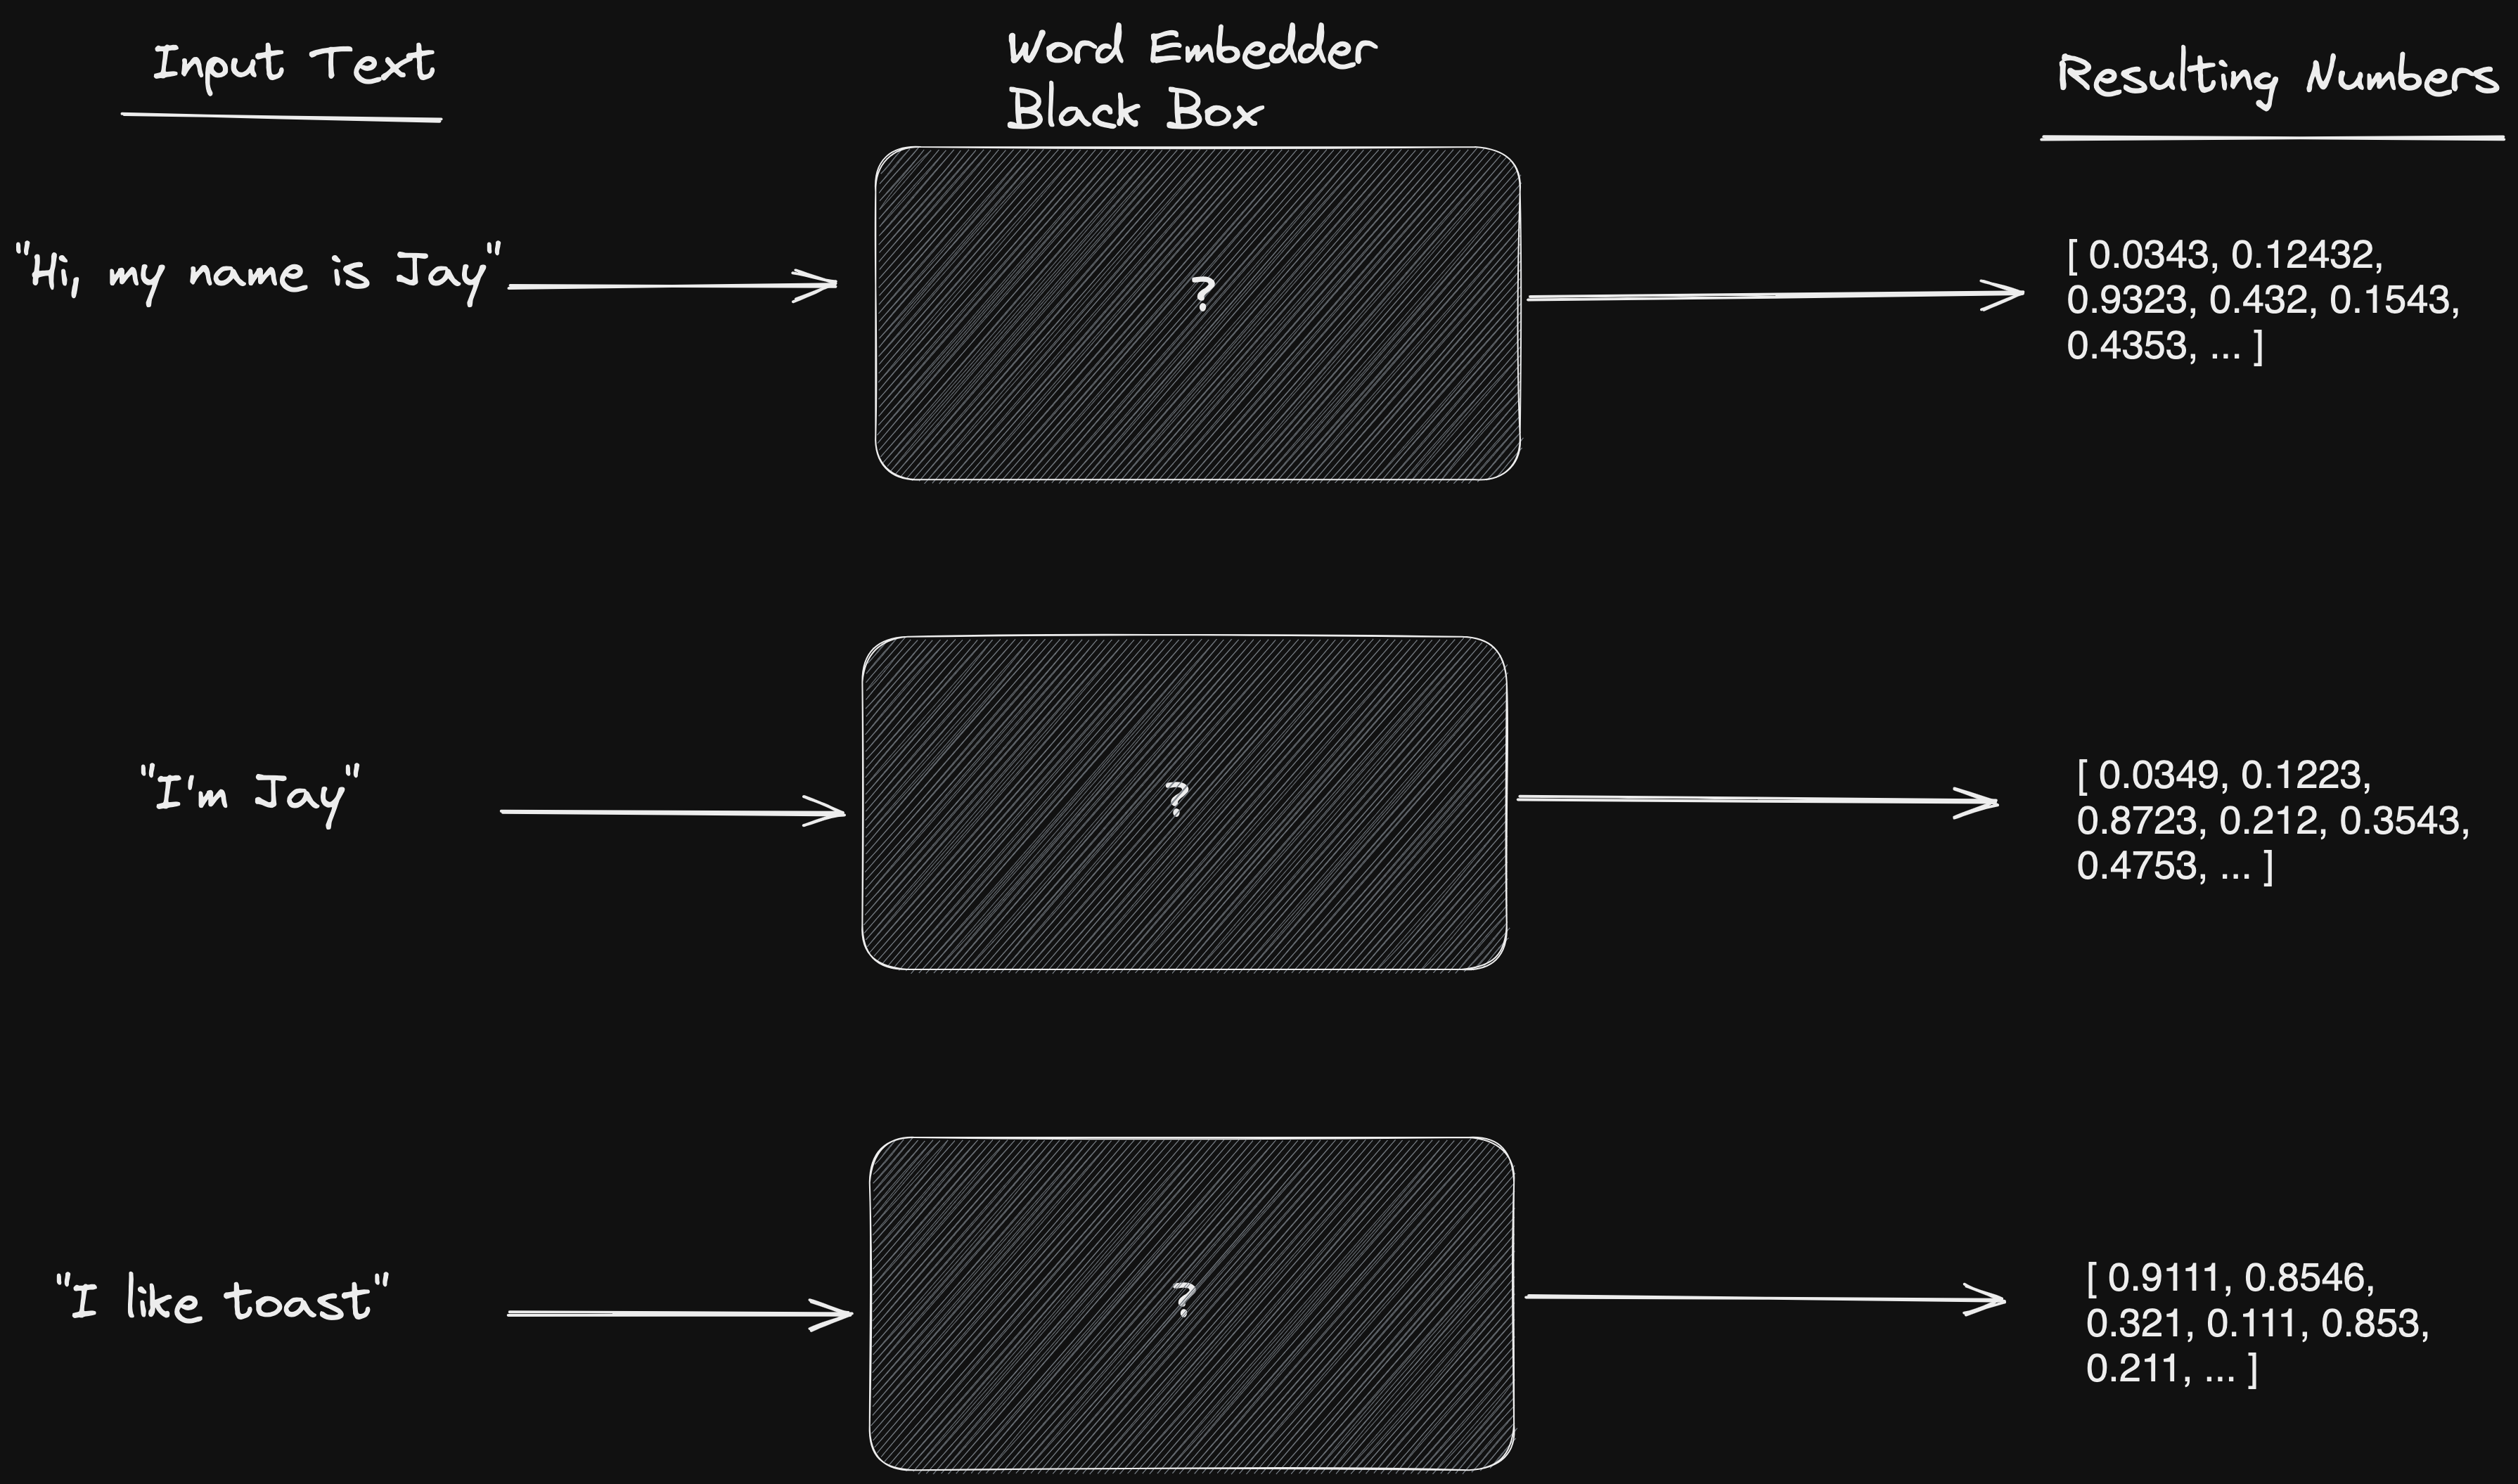 Input Text
Word Embedder
Black Box
Resulting Numbers
"Hi, my name is Jay"
?
[ 0.0343, 0.12432,
0.9323, 0.432, 0.1543,
0.4353, ... ]
"I'm Jay"
?
[ 0.0349, 0.1223,
0.8723, 0.212, 0.3543,
0.4753, ... ]
"I like toast"
?
[ 0.9111, 0.8546,
0.321, 0.111, 0.853,
0.211, ... ]